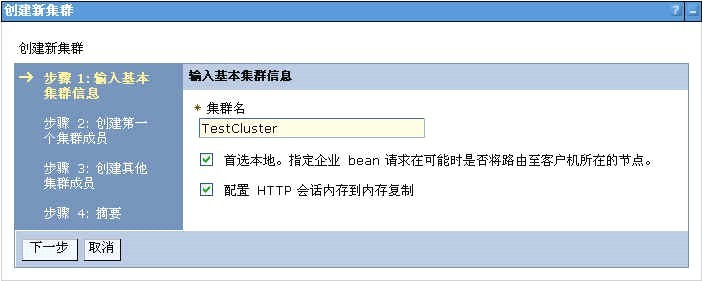 创建新集群
? –
创建新集群
步骤 1:输入基本
集群信息
步骤 2: 创建第一
个集群成员
步骤 3: 创建其他
集群成员
步骤 4: 摘要
输入基本集群信息
* 集群名
TestCluster
首选本地。指定企业 bean 请求在可能时是否将路由至客户机所在的节点。
配置 HTTP 会话内存到内存复制
下一步 取消